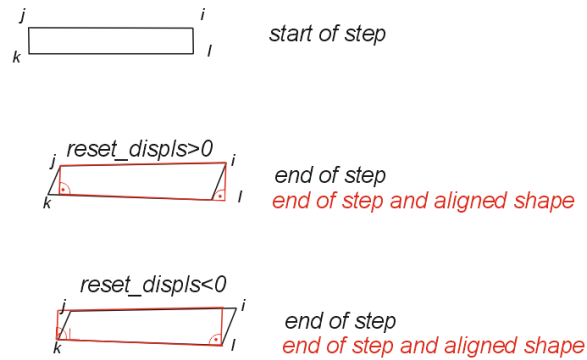 j i
start of step
k l
reset_displs>0
j i
end of step
end of step and aligned shape
k l
reset_displs<0
j i
end of step
k l
end of step and aligned shape